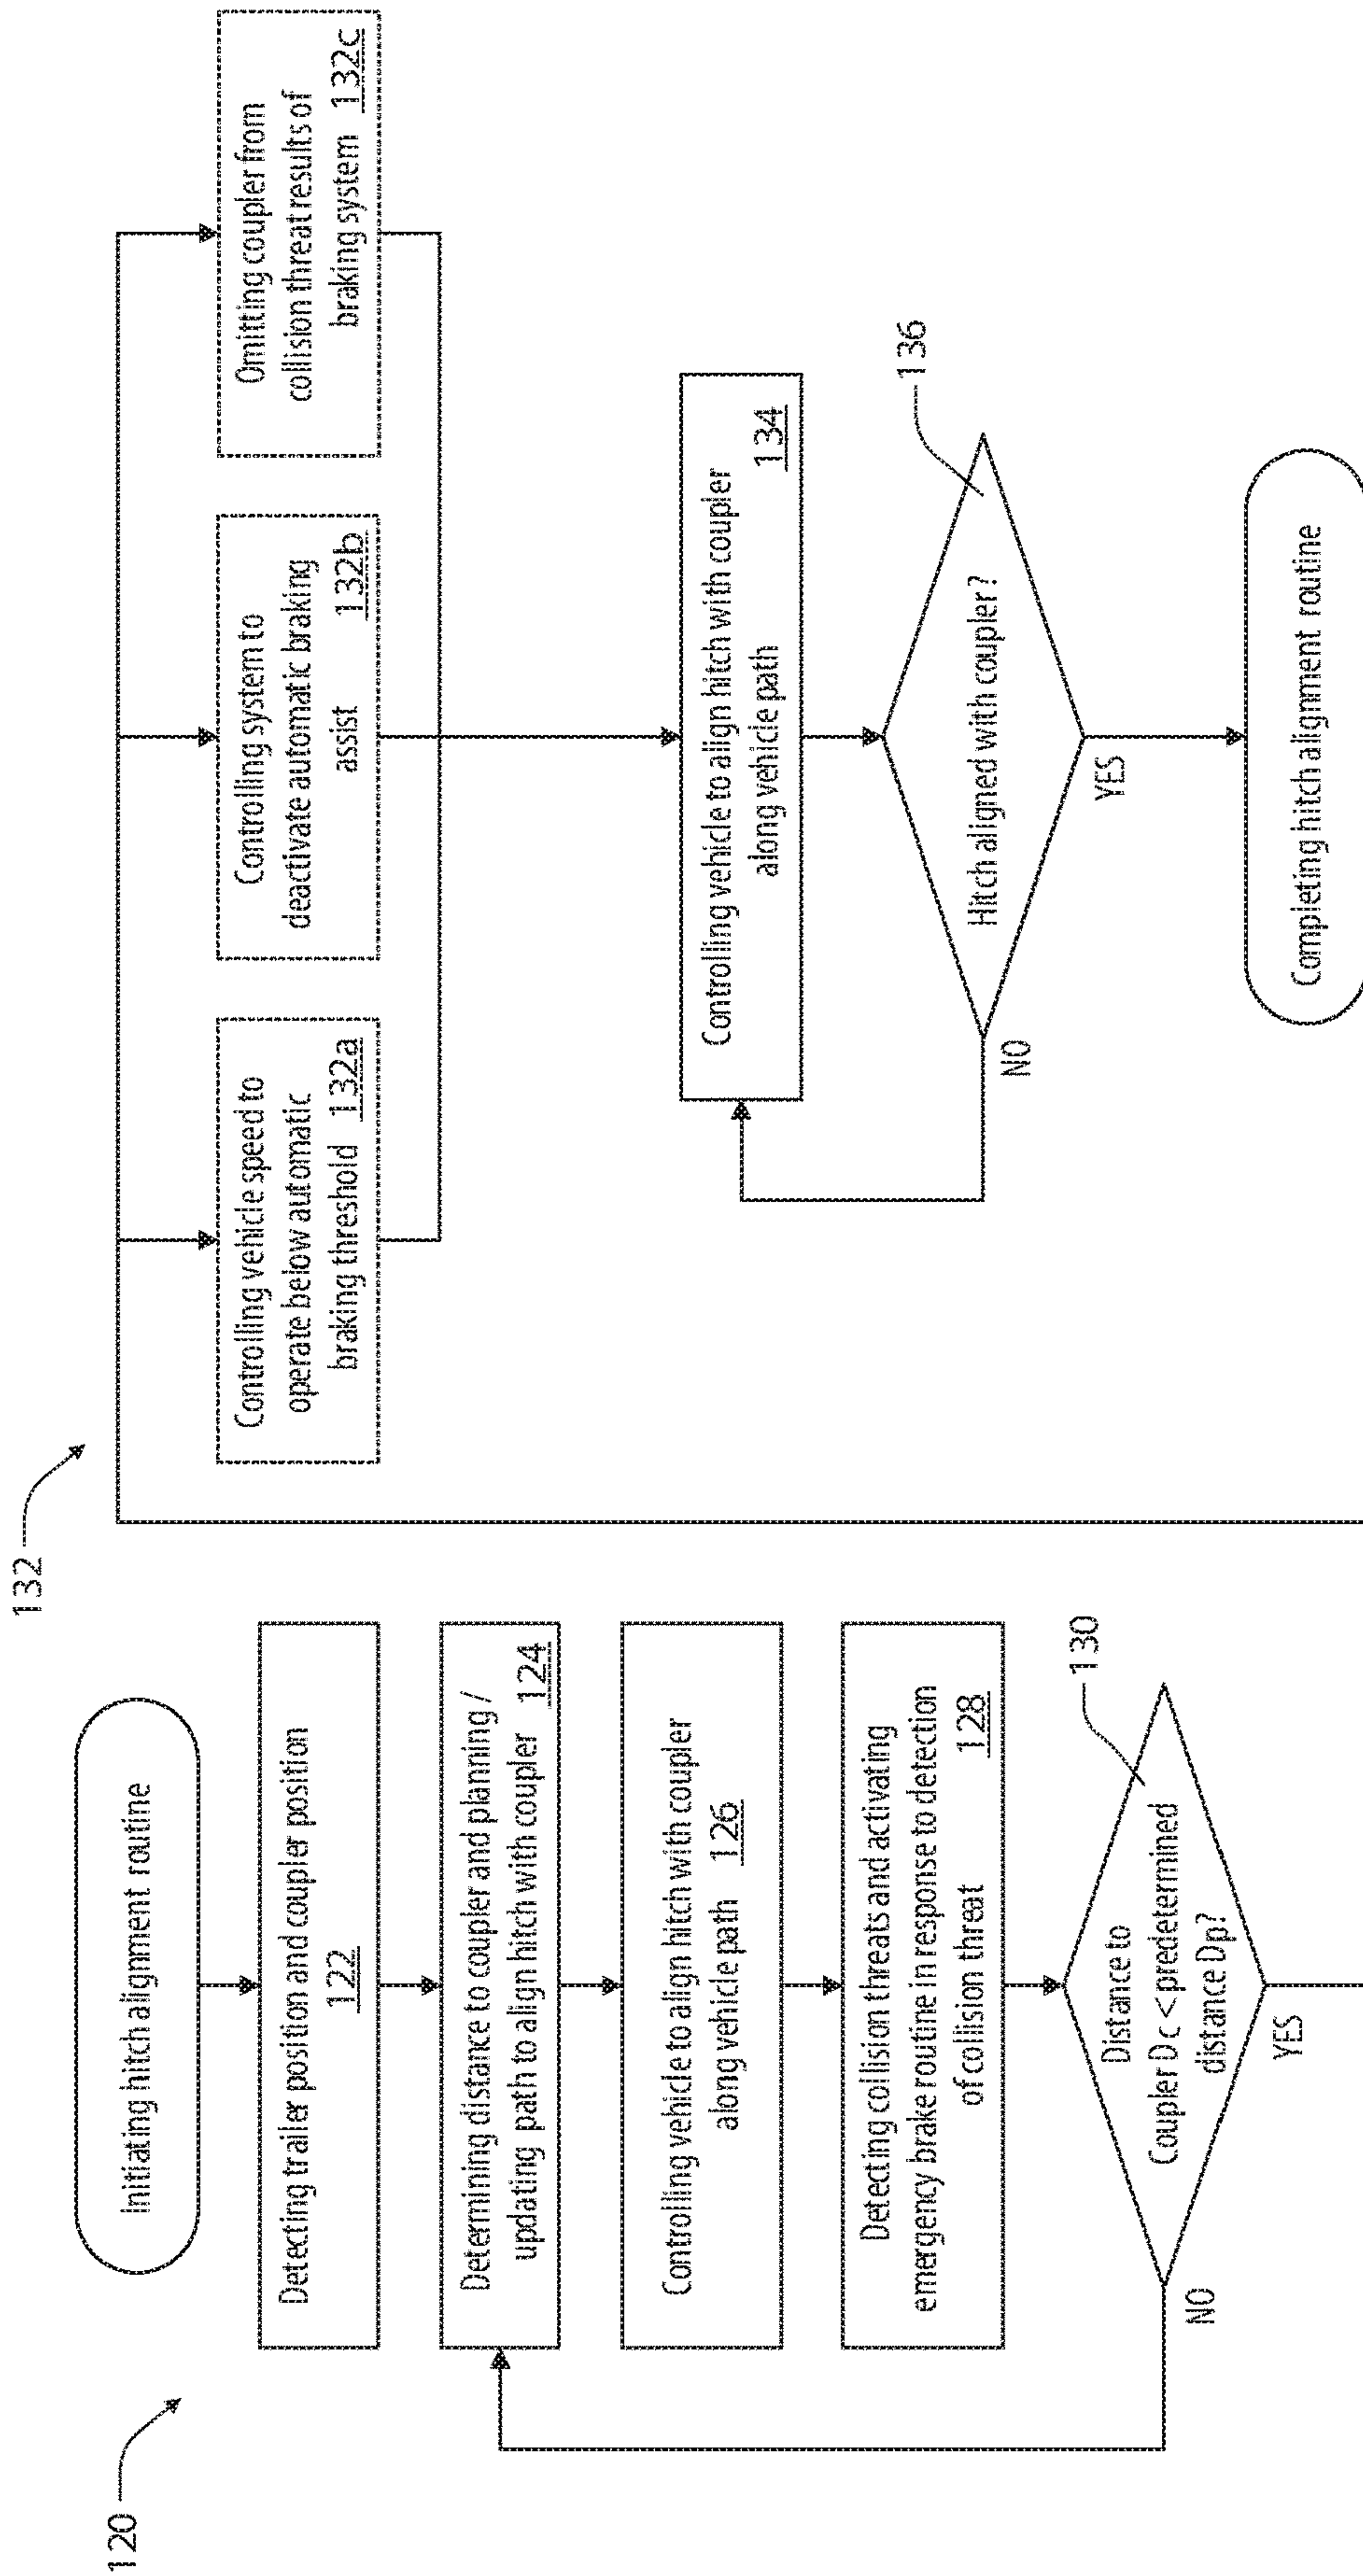 120
Initiating hitch alignment routine
Detecting trailer position and coupler position
122
Determining distance to coupler and planning /
updating path to align hitch with coupler 124
Controlling vehicle to align hitch with coupler
along vehicle path 126
Detecting collision threats and activating
emergency brake routine in response to detection
of collision threat 128
130
Distance to
Coupler Dc < predetermined
distance Dp?
NO
YES
132
Controlling vehicle speed to
operate below automatic
braking threshold 132a
Controlling system to
deactivate automatic braking
assist 132b
Omitting coupler from
collision threat results of
braking system 132c
Controlling vehicle to align hitch with coupler
along vehicle path 134
136
Hitch aligned with coupler?
NO
YES
Completing hitch alignment routine